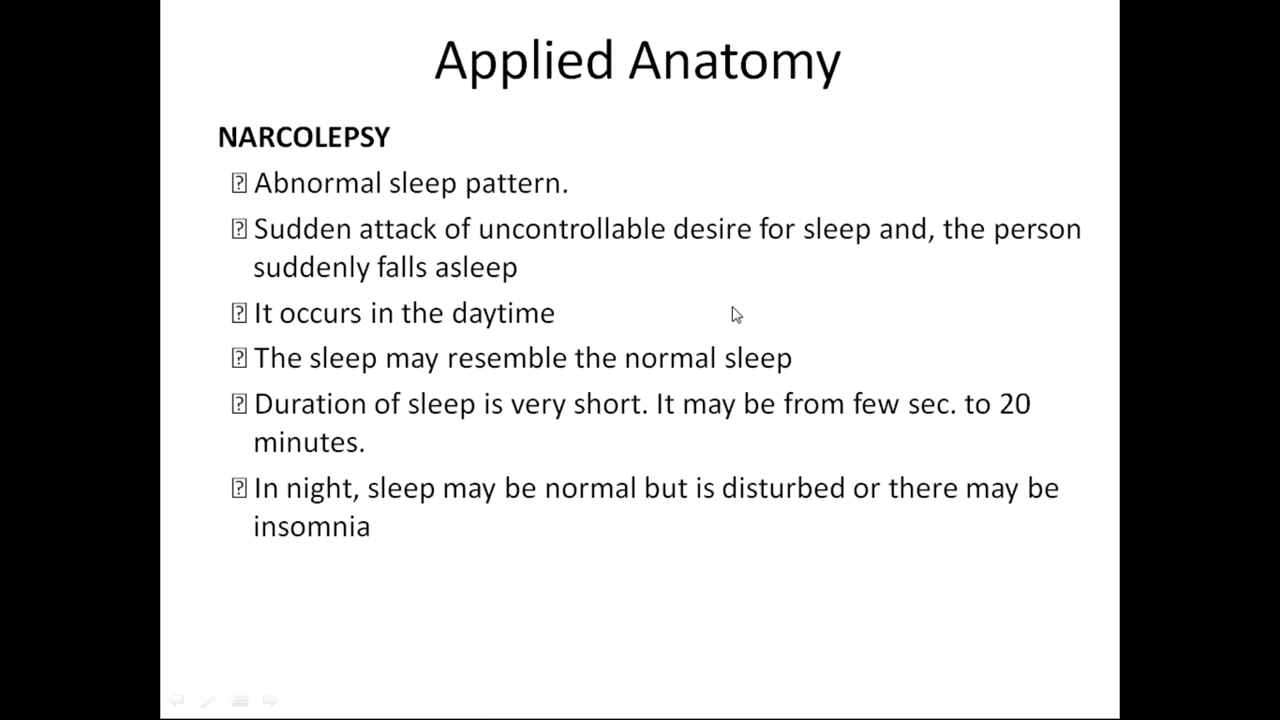 Applied Anatomy
NARCOLEPSY
Abnormal sleep pattern.
Sudden attack of uncontrollable desire for sleep and, the person
suddenly falls asleep
It occurs in the daytime
The sleep may resemble the normal sleep
Duration of sleep is very short. It may be from few sec. to 20
minutes.
In night, sleep may be normal but is disturbed or there may be
insomnia